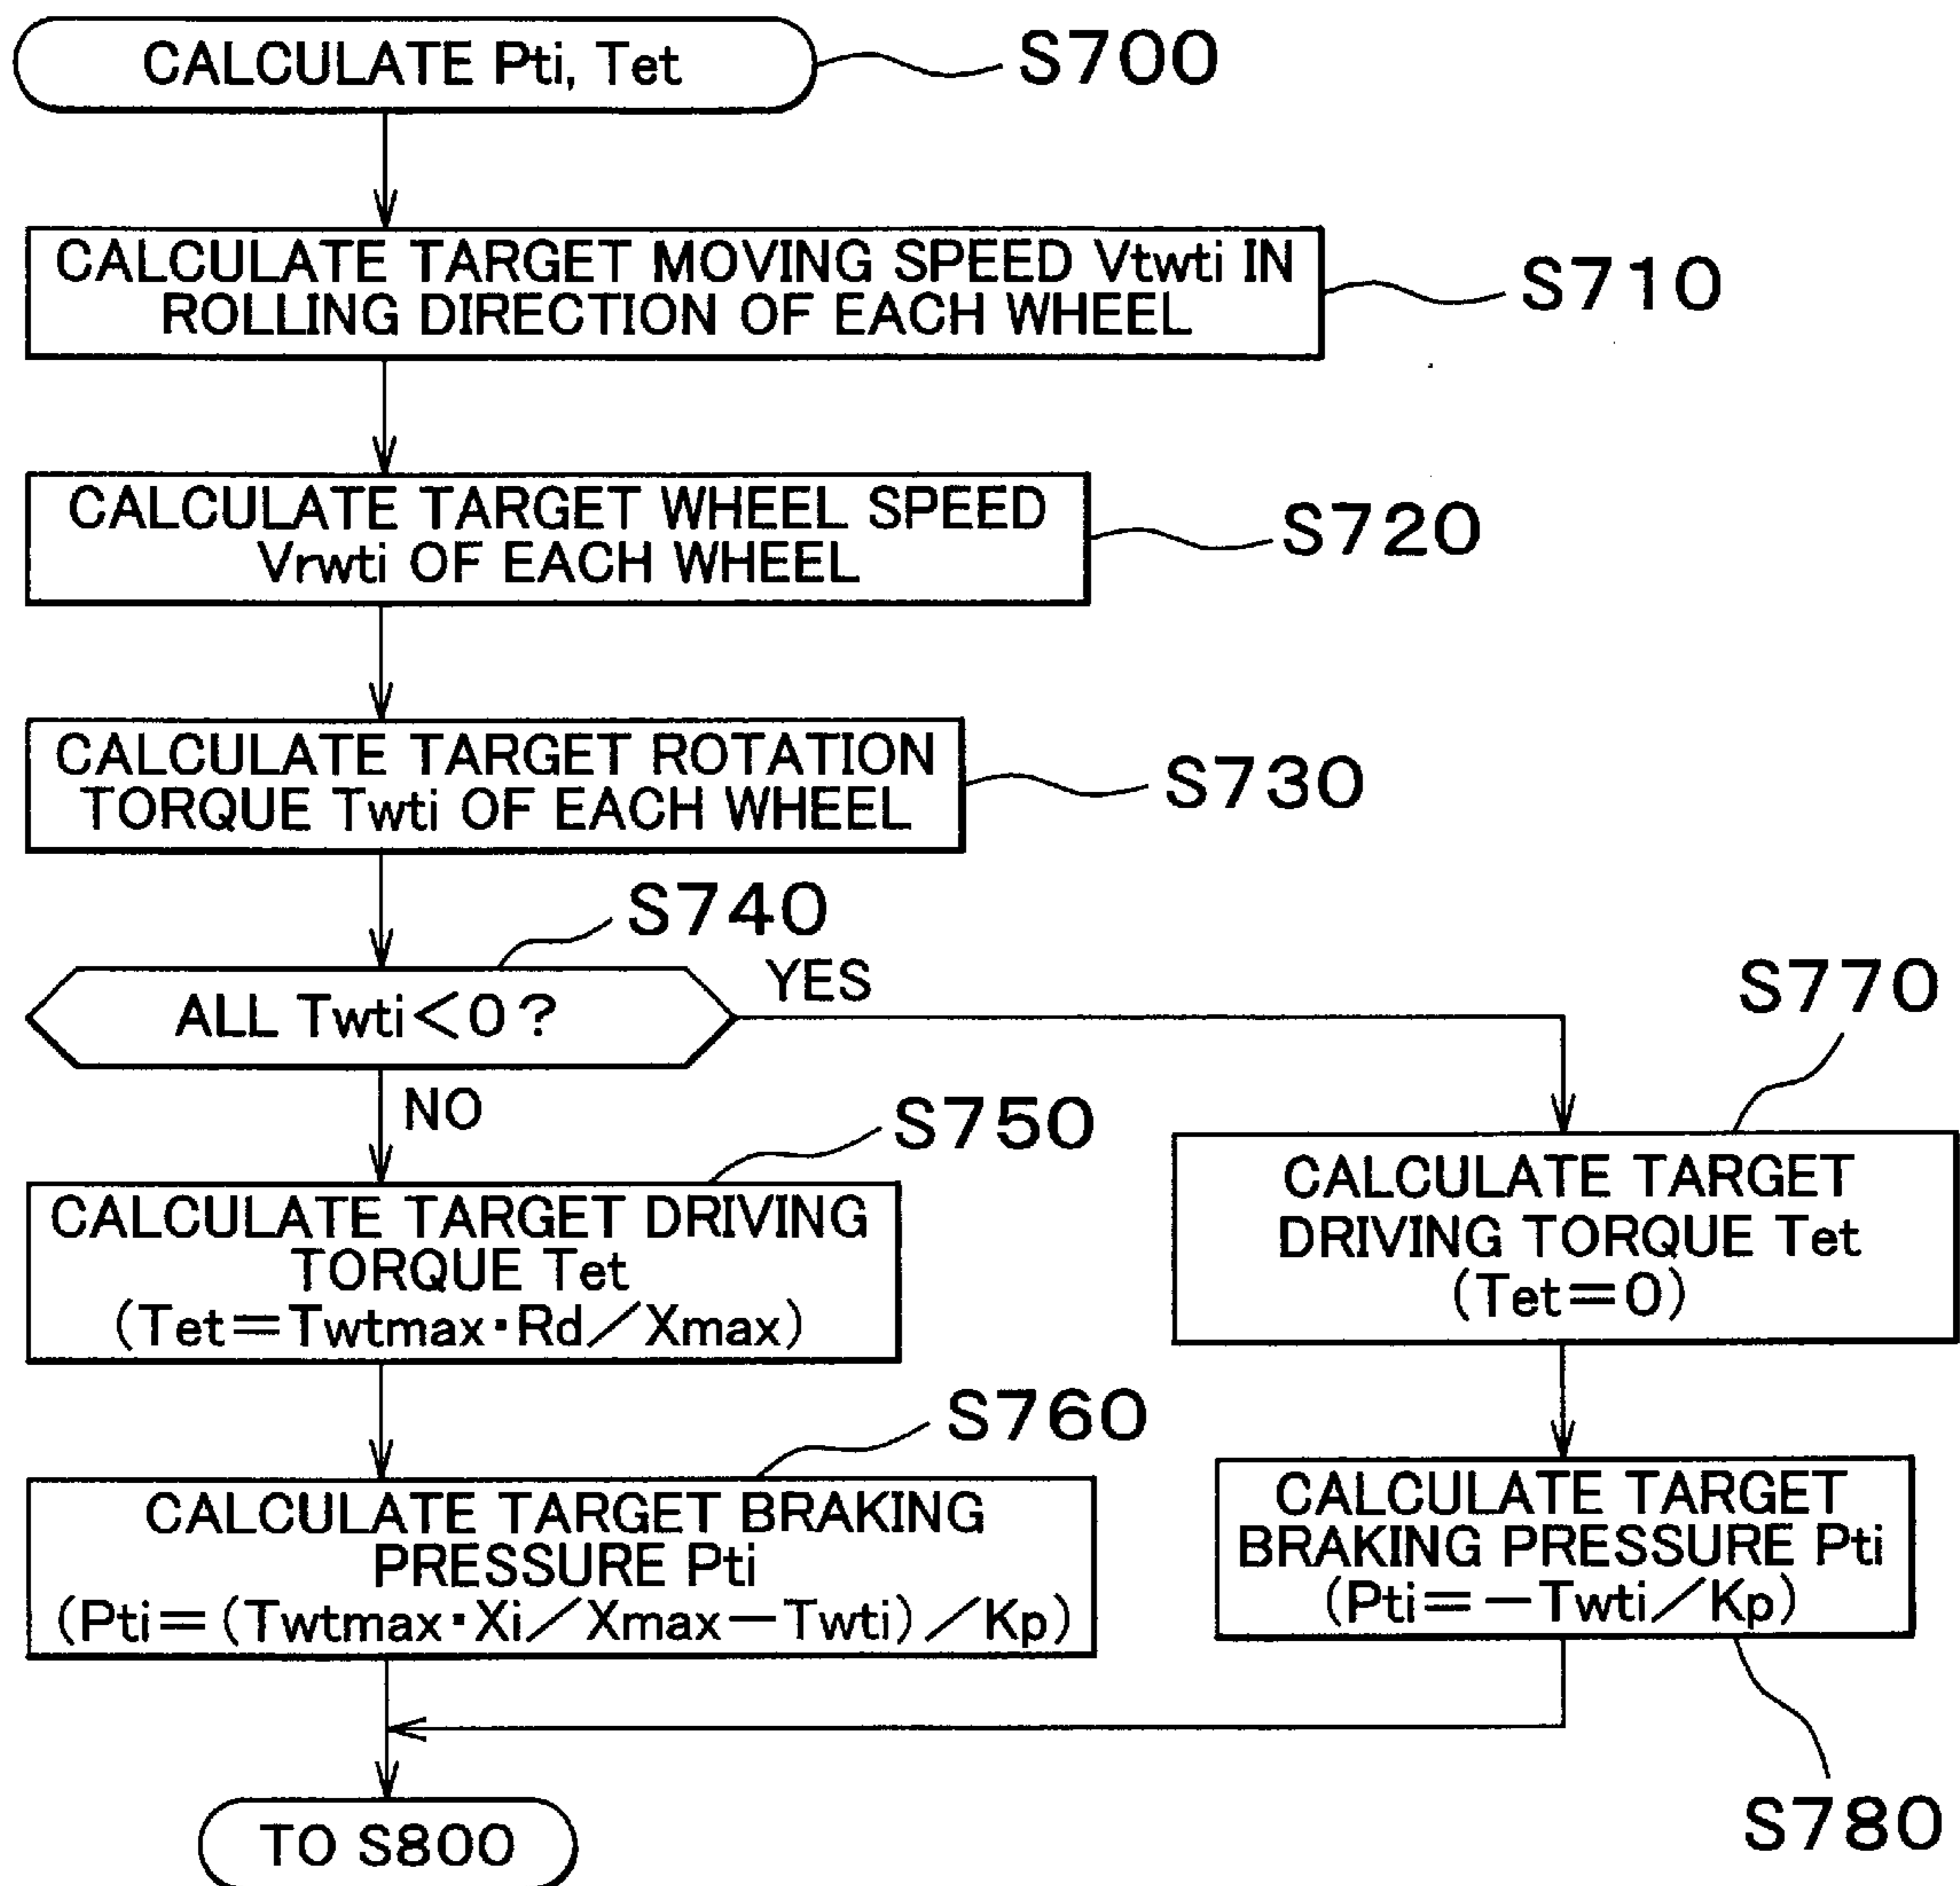 CALCULATE Pti, Tet
S700
CALCULATE TARGET MOVING SPEED Vtwti IN
ROLLING DIRECTION OF EACH WHEEL
S710
CALCULATE TARGET WHEEL SPEED
Vrwti OF EACH WHEEL
S720
CALCULATE TARGET ROTATION
TORQUE Twti OF EACH WHEEL
S730
S740
ALL Twti<0?
YES
NO
S750
CALCULATE TARGET DRIVING
TORQUE Tet
(Tet=Twtmax・Rd/Xmax)
S760
CALCULATE TARGET BRAKING
PRESSURE Pti
(Pti=(Twtmax・Xi/Xmax-Twti)/Kp)
S770
CALCULATE TARGET
DRIVING TORQUE Tet
(Tet=0)
CALCULATE TARGET
BRAKING PRESSURE Pti
(Pti=-Twti/Kp)
S780
TO S800